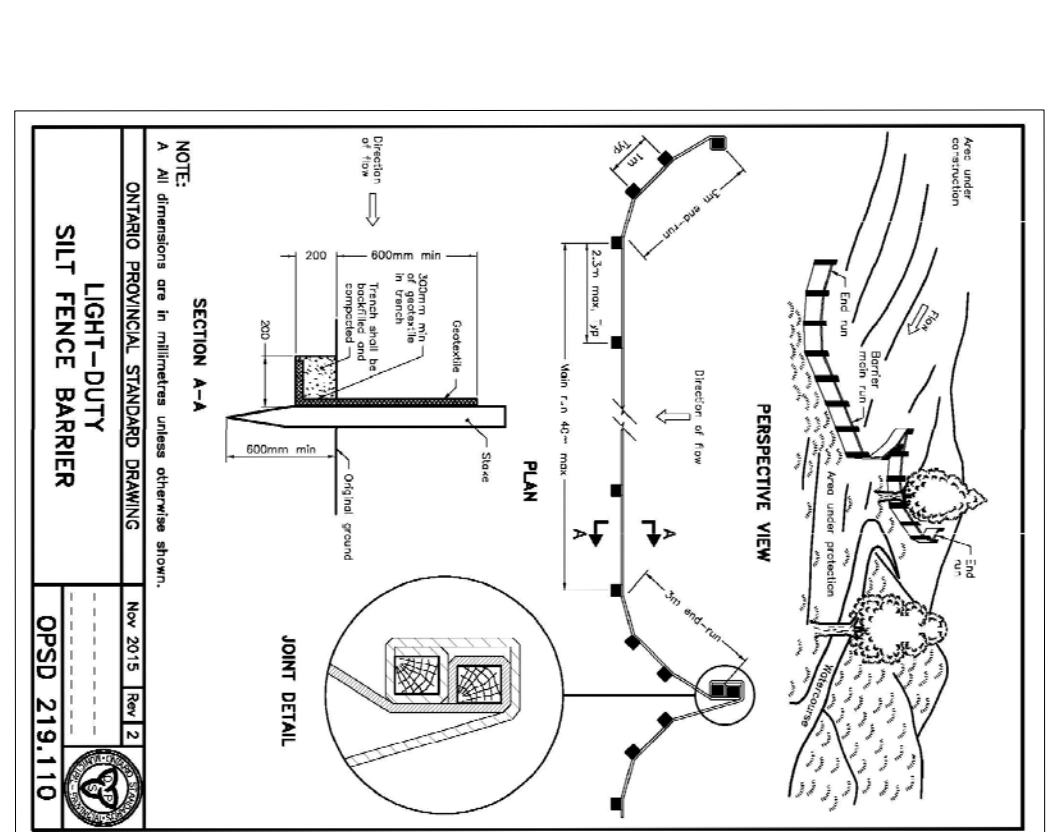 Area under
construction
End run
Flow
Barrier
main run
Area under protection
End
run
Watercourse
PERSPECTIVE VIEW
3m end-run
1m
Typ
2.3m max, Typ
Direction of flow
Main run 40m max
A
A
3m end-run
PLAN
Direction
of flow
200
600mm min
300mm min
of geotextile
in trench
Trench shall be
backfilled and
compacted
Geotextile
200
Stake
600mm min
Original ground
SECTION A-A
JOINT DETAIL
NOTE:
A All dimensions are in millimetres unless otherwise shown.
ONTARIO PROVINCIAL STANDARD DRAWING
Nov 2015
Rev
2
LIGHT-DUTY
SILT FENCE BARRIER
OPSD 219.110